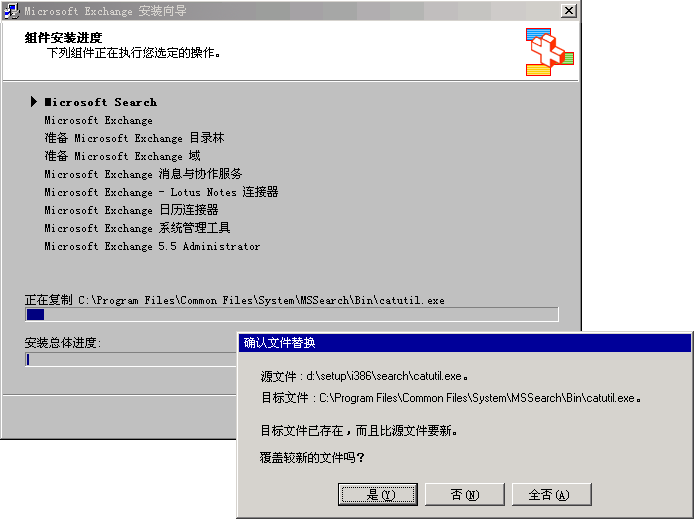 Microsoft Exchange 安装向导
组件安装进度
下列组件正在执行您选定的操作。
Microsoft Search
Microsoft Exchange
准备 Microsoft Exchange 目录林
准备 Microsoft Exchange 域
Microsoft Exchange 消息与协作服务
Microsoft Exchange - Lotus Notes 连接器
Microsoft Exchange 日历连接器
Microsoft Exchange 系统管理工具
Microsoft Exchange 5.5 Administrator
正在复制 C:\Program Files\Common Files\System\MSSearch\Bin\catutil.exe
安装总体进度:
确认文件替换
源文件 : d:\setup\i386\search\catutil.exe。
目标文件 : C:\Program Files\Common Files\System\MSSearch\Bin\catutil.exe。
目标文件已存在，而且比源文件要新。
覆盖较新的文件吗？
是(Y) 否(N) 全否(A)